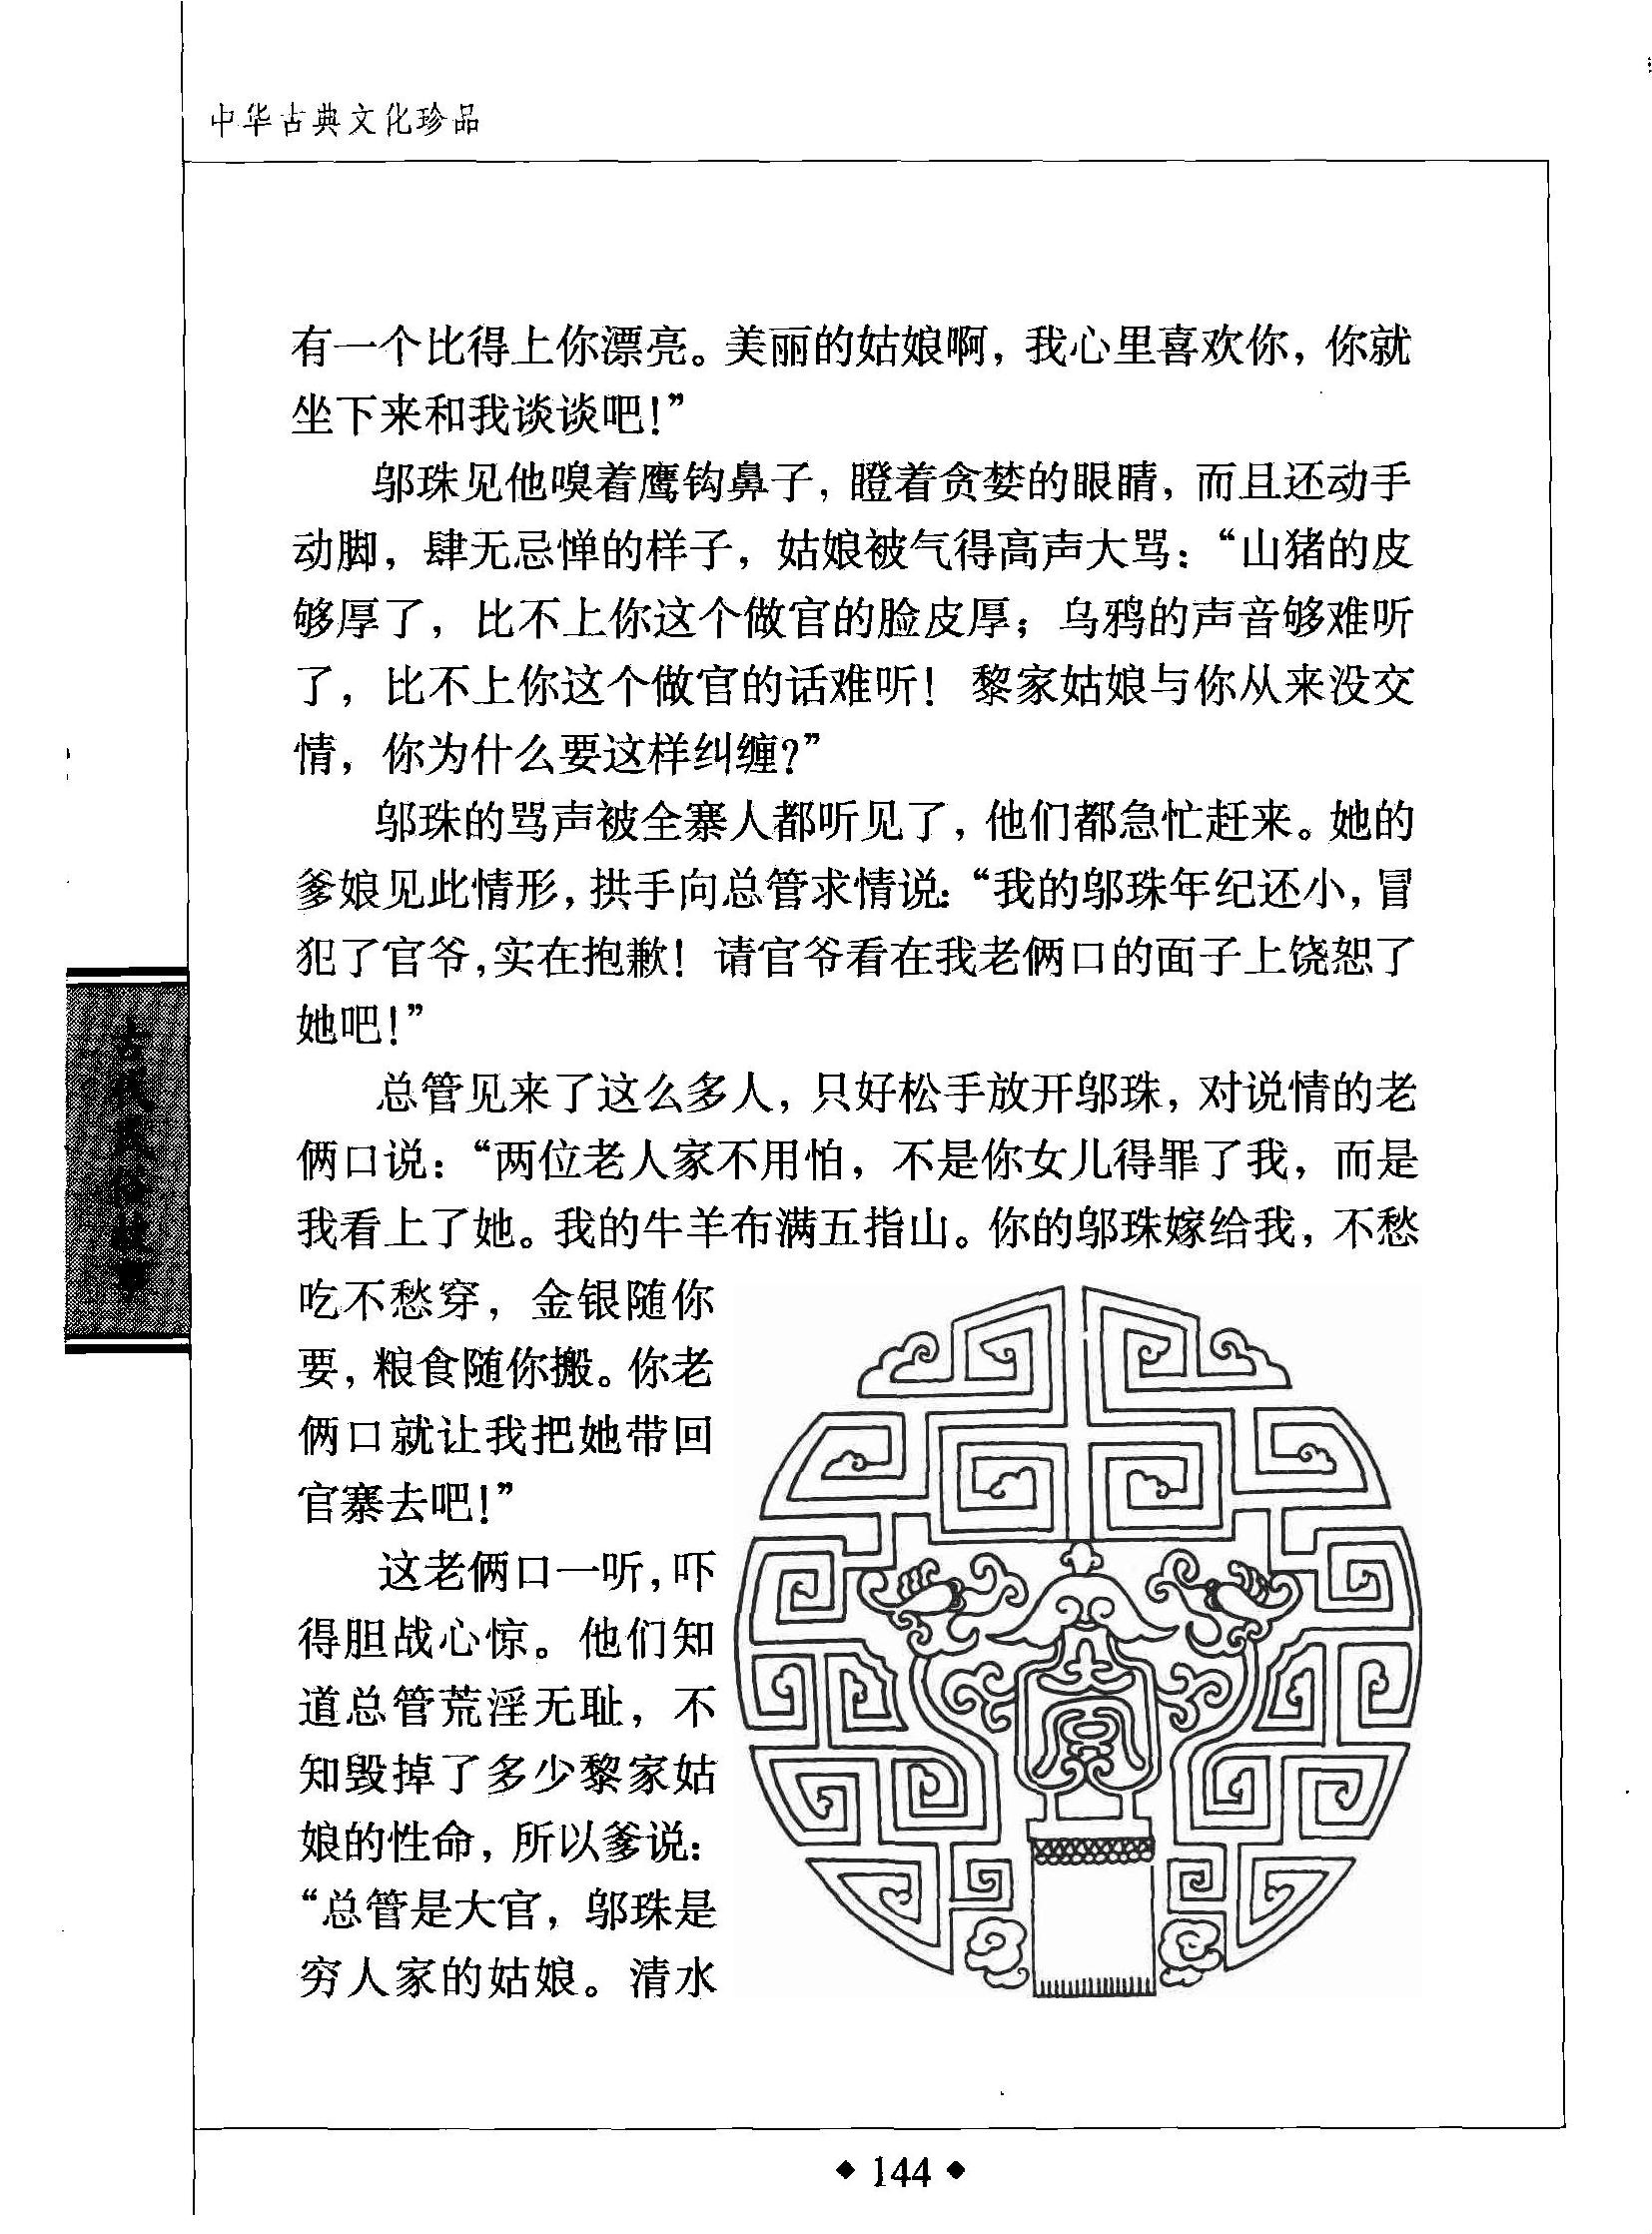 中华古典文化珍品
有一个比得上你漂亮。美丽的姑娘啊，我心里喜欢你，你就
坐下来和我谈谈吧！”
邬珠见他嗅着鹰钩鼻子，瞪着贪婪的眼睛，而且还动手
动脚，肆无忌惮的样子，姑娘被气得高声大骂：“山猪的皮
够厚了，比不上你这个做官的脸皮厚；乌鸦的声音够难听
了，比不上你这个做官的话难听！黎家姑娘与你从来没交
情，你为什么要这样纠缠？”
邬珠的骂声被全寨人都听见了，他们都急忙赶来。她的
爹娘见此情形，拱手向总管求情说：“我的邬珠年纪还小，冒
犯了官爷，实在抱歉！请官爷看在我老俩口的面子上饶恕了
她吧！”
总管见来了这么多人，只好松手放开邬珠，对说情的老
俩口说：“两位老人家不用怕，不是你女儿得罪了我，而是
我看上了她。我的牛羊布满五指山。你的邬珠嫁给我，不愁
吃不愁穿，金银随你
要，粮食随你搬。你老
俩口就让我把她带回
官寨去吧！”
这老俩口一听，吓
得胆战心惊。他们知
道总管荒淫无耻，不
知毁掉了多少黎家姑
娘的性命，所以爹说：
“总管是大官，邬珠是
穷人家的姑娘。清水
古代民俗故事
◆ 144 ◆